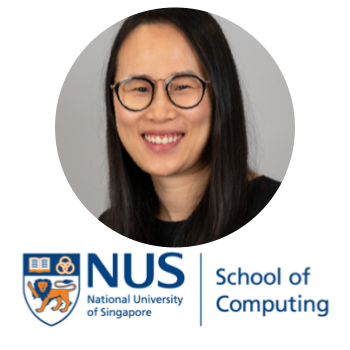 NUS
National University
of Singapore
School of
Computing